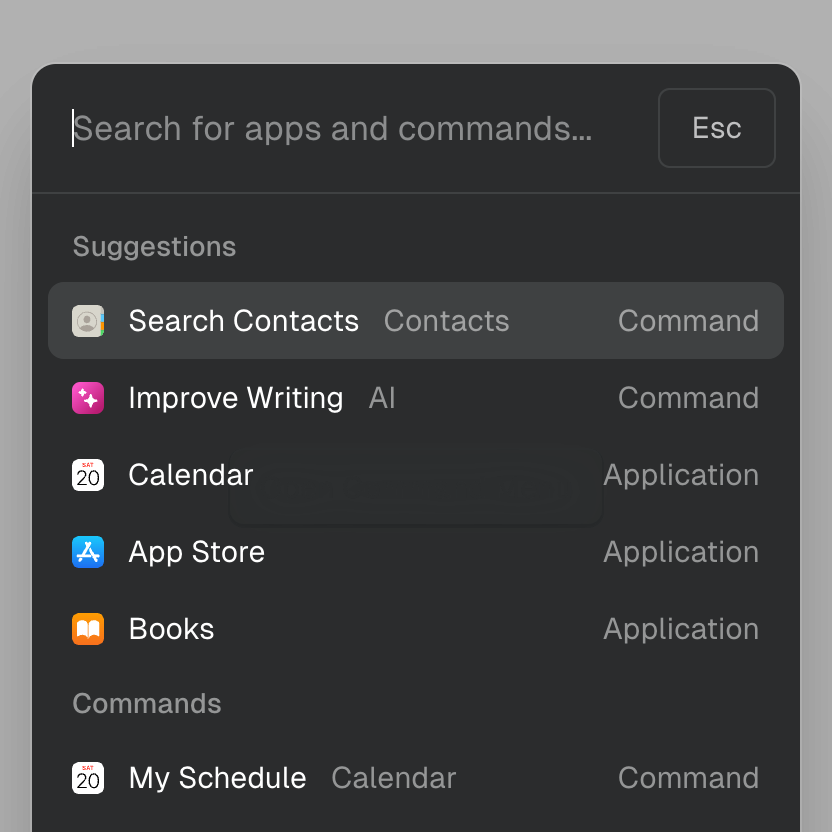 Search for apps and commands...
Esc
Suggestions
Search Contacts Contacts Command
Improve Writing AI Command
SAT
20
Calendar Application
App Store Application
Books Application
Commands
SAT
20
My Schedule Calendar Command